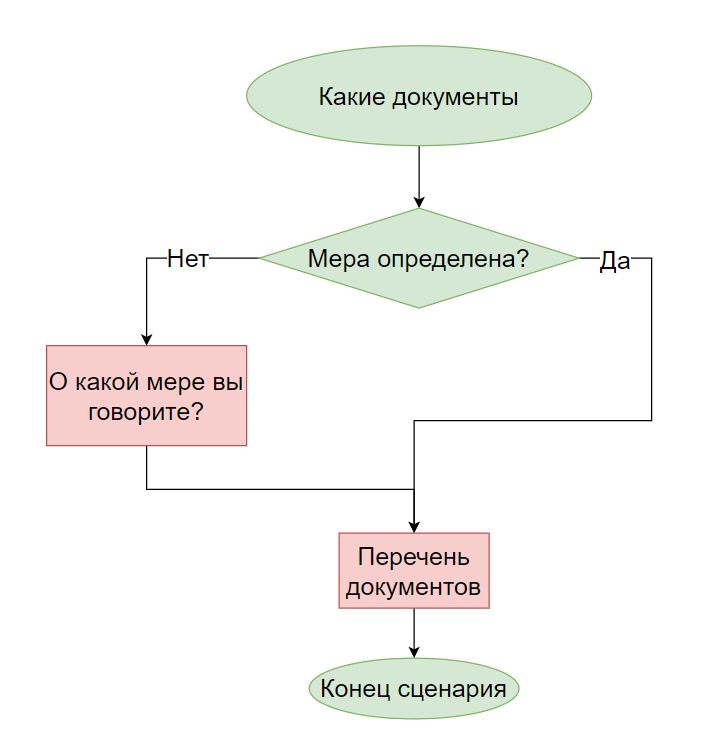 Какие документы
Мера определена?
Нет
Да
О какой мере вы
говорите?
Перечень
документов
Конец сценария